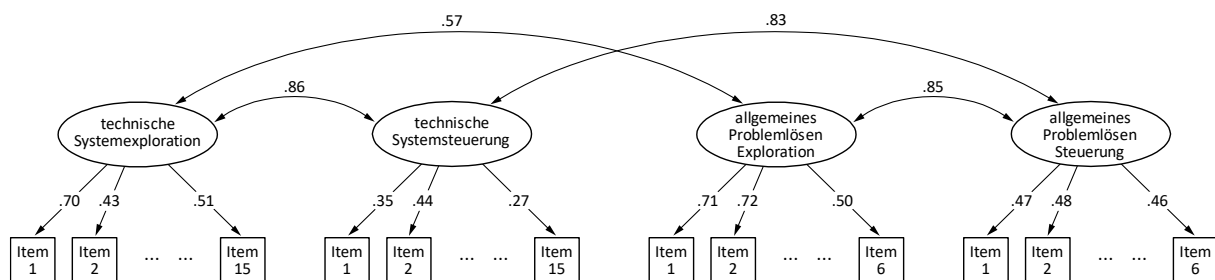 .57
.83
.86
.85
technische
Systemexploration
technische
Systemsteuerung
allgemeines
Problemlösen
Exploration
allgemeines
Problemlösen
Steuerung
.70 .43 .51
.35 .44 .27
.71 .72 .50
.47 .48 .46
Item
1
Item
2
... ...
Item
15
Item
1
Item
2
... ...
Item
15
Item
1
Item
2
... ...
Item
6
Item
1
Item
2
... ...
Item
6